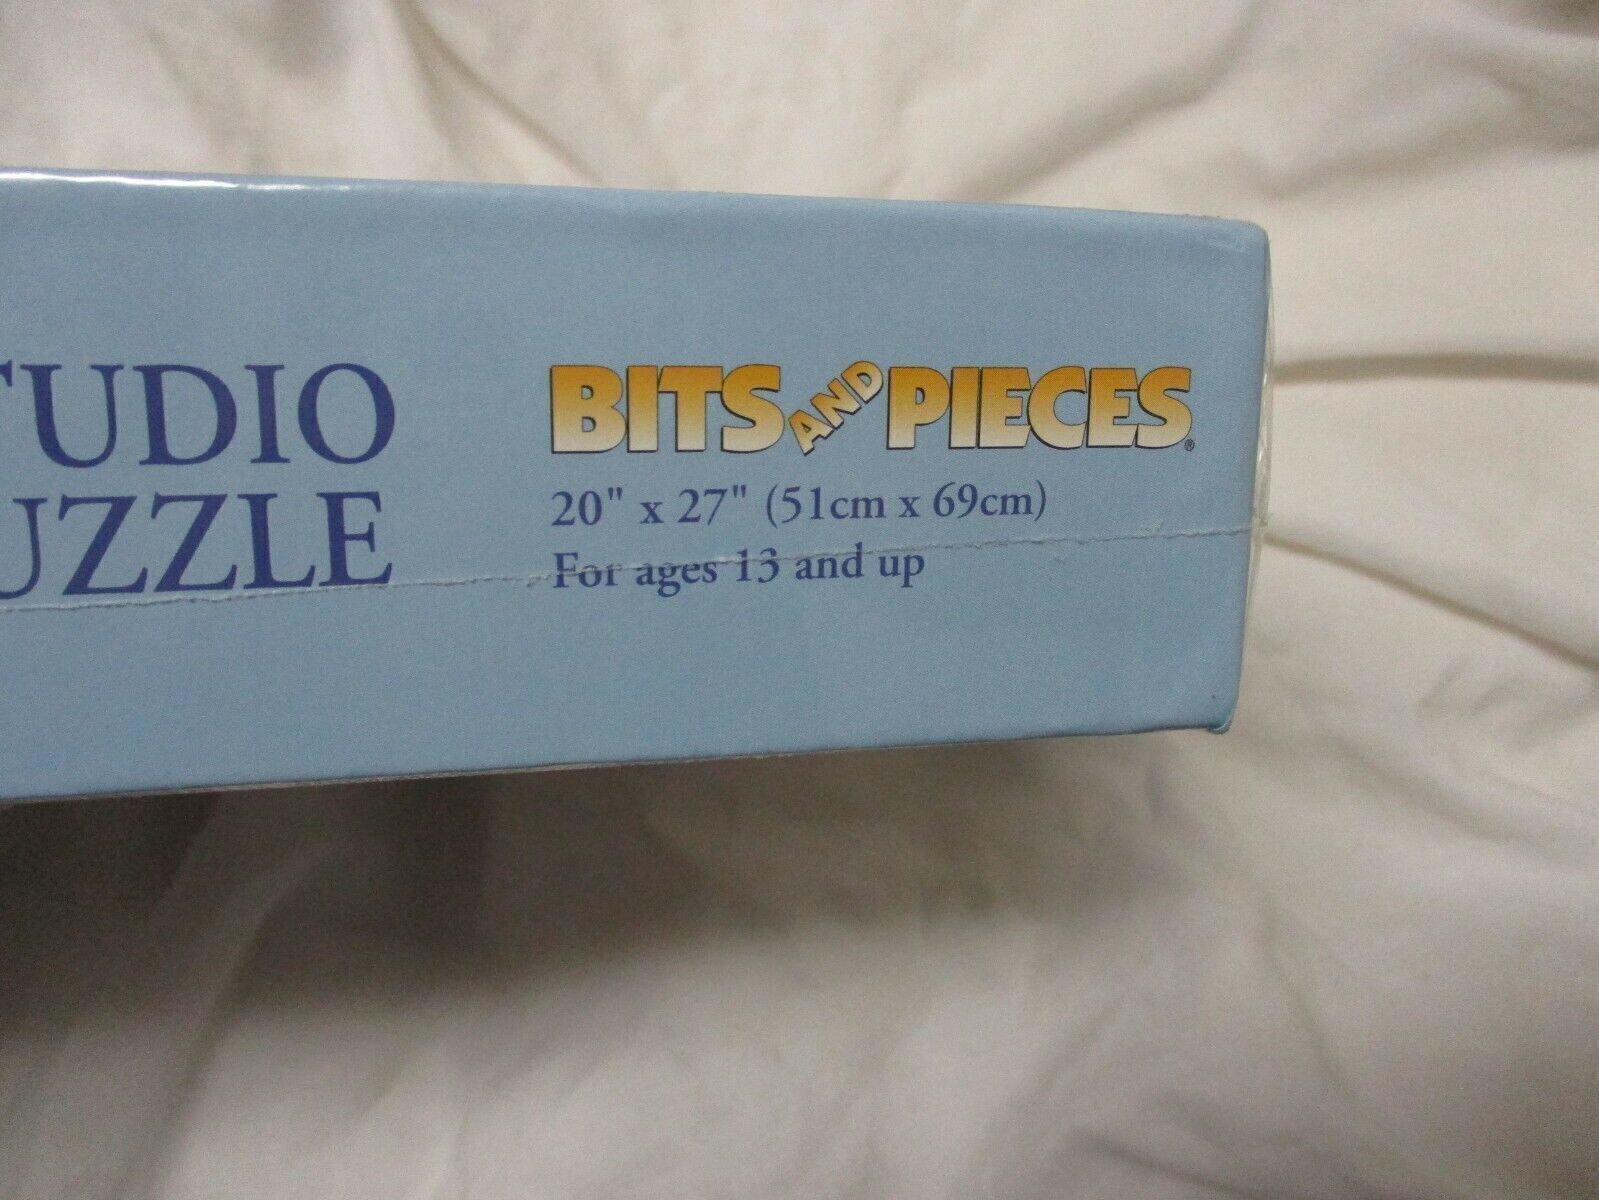 TUDIO
UZZLE
BITS AND PIECES®
20" x 27" (51cm x 69cm)
For ages 13 and up